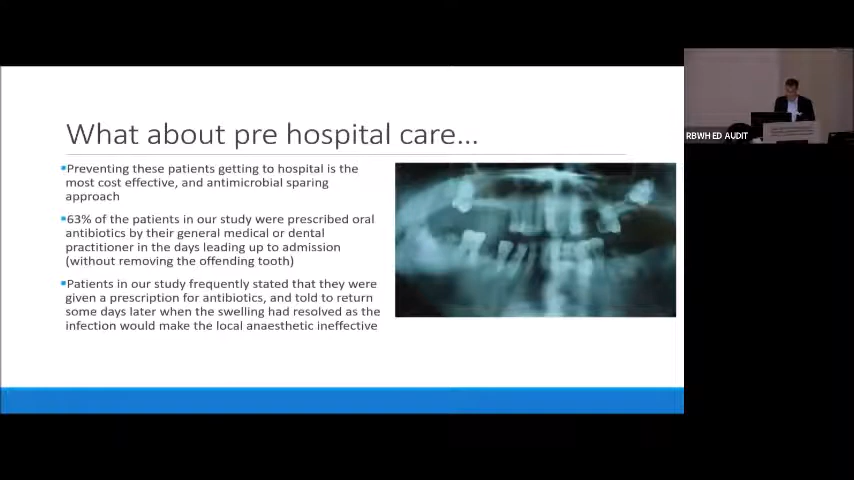 What about pre hospital care...
▪Preventing these patients getting to hospital is the
most cost effective, and antimicrobial sparing
approach
▪63% of the patients in our study were prescribed oral
antibiotics by their general medical or dental
practitioner in the days leading up to admission
(without removing the offending tooth)
▪Patients in our study frequently stated that they were
given a prescription for antibiotics, and told to return
some days later when the swelling had resolved as the
infection would make the local anaesthetic ineffective
RBWH ED AUDIT